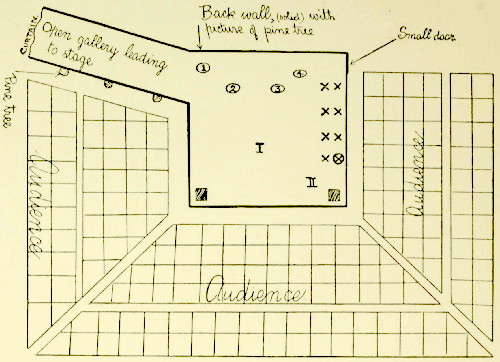 Back wall, (solid) with
picture of pine tree
Small door
CURTAIN
Open gallery leading
to stage
Pine tree
1
2
3
4
x x
x x
x x
x ⊗
I
II
Audience
Audience
Audience